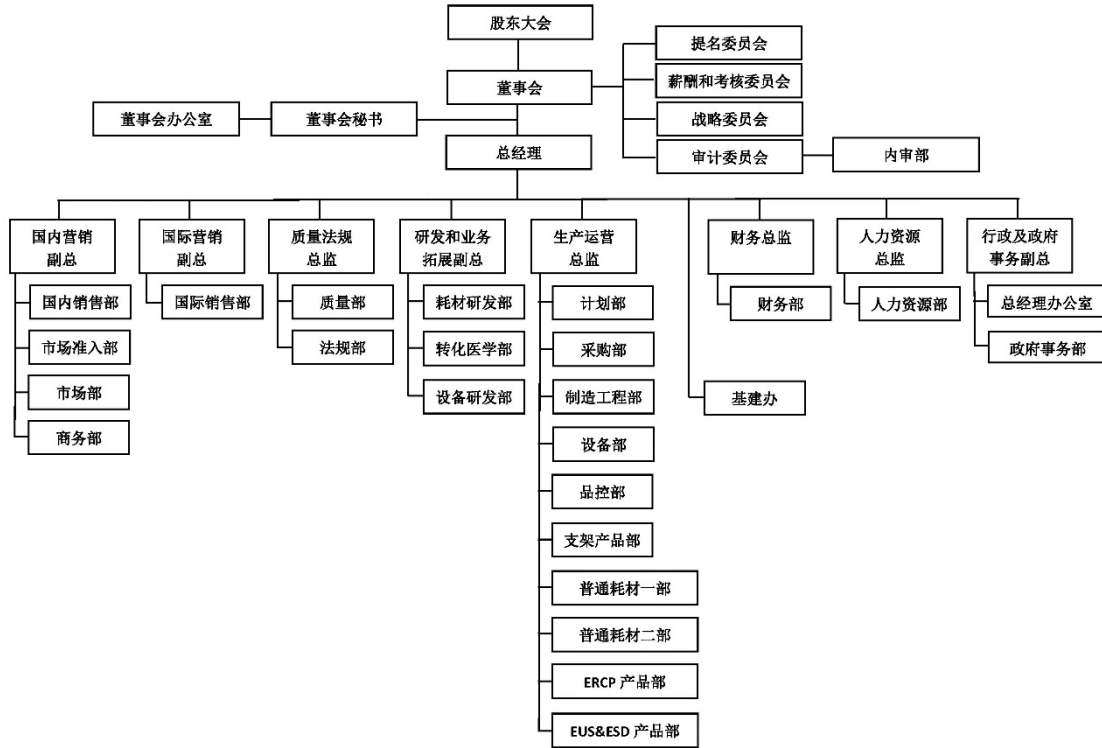 股东大会
提名委员会
董事会
薪酬和考核委员会
董事会办公室
董事会秘书
战略委员会
总经理
审计委员会
内审部
国内营销
副总
国际营销
副总
质量法规
总监
研发和业务
拓展副总
生产运营
总监
财务总监
人力资源
总监
行政及政府
事务副总
国内销售部
国际销售部
质量部
耗材研发部
计划部
财务部
人力资源部
总经理办公室
市场准入部
法规部
转化医学部
采购部
政府事务部
市场部
设备研发部
制造工程部
基建办
商务部
设备部
品控部
支架产品部
普通耗材一部
普通耗材二部
ERCP 产品部
EUS&ESD 产品部